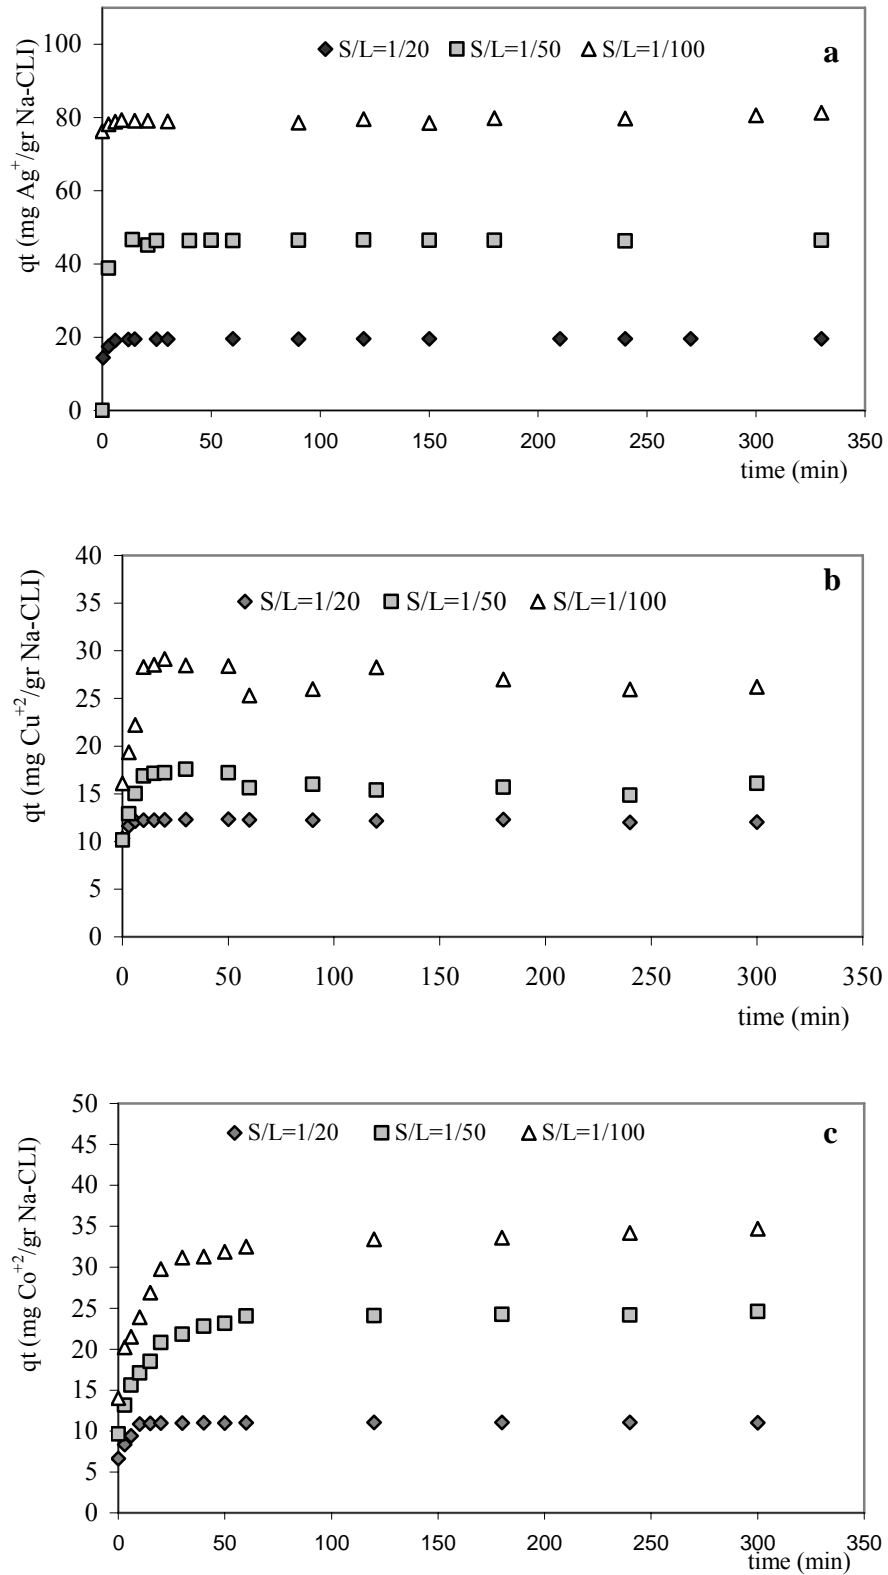 a
S/L=1/20 S/L=1/50 S/L=1/100
qt (mg Ag+/gr Na-CLI)
100
80
60
40
20
0
0 50 100 150 200 250 300 350
time (min)
b
S/L=1/20 S/L=1/50 S/L=1/100
qt (mg Cu+2/gr Na-CLI)
40
35
30
25
20
15
10
5
0
0 50 100 150 200 250 300 350
time (min)
c
S/L=1/20 S/L=1/50 S/L=1/100
qt (mg Co+2/gr Na-CLI)
50
45
40
35
30
25
20
15
10
5
0
0 50 100 150 200 250 300 350
time (min)